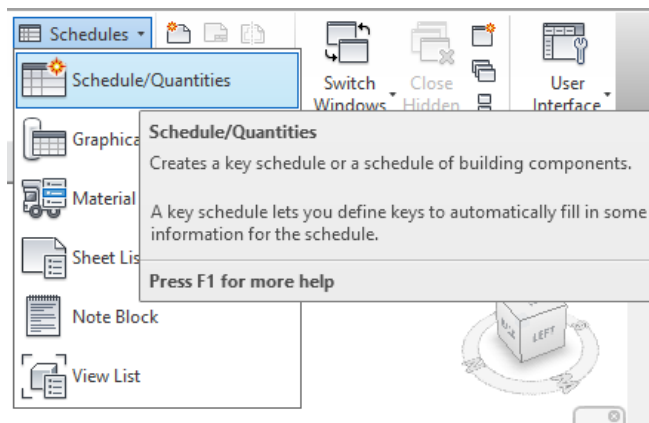 Schedules
Schedule/Quantities
Switch
Windows
Close
Hidden
User
Interface
Graphica
Schedule/Quantities
Creates a key schedule or a schedule of building components.
Material
A key schedule lets you define keys to automatically fill in some
information for the schedule.
Sheet Lis
Press F1 for more help
Note Block
View List
LEFT